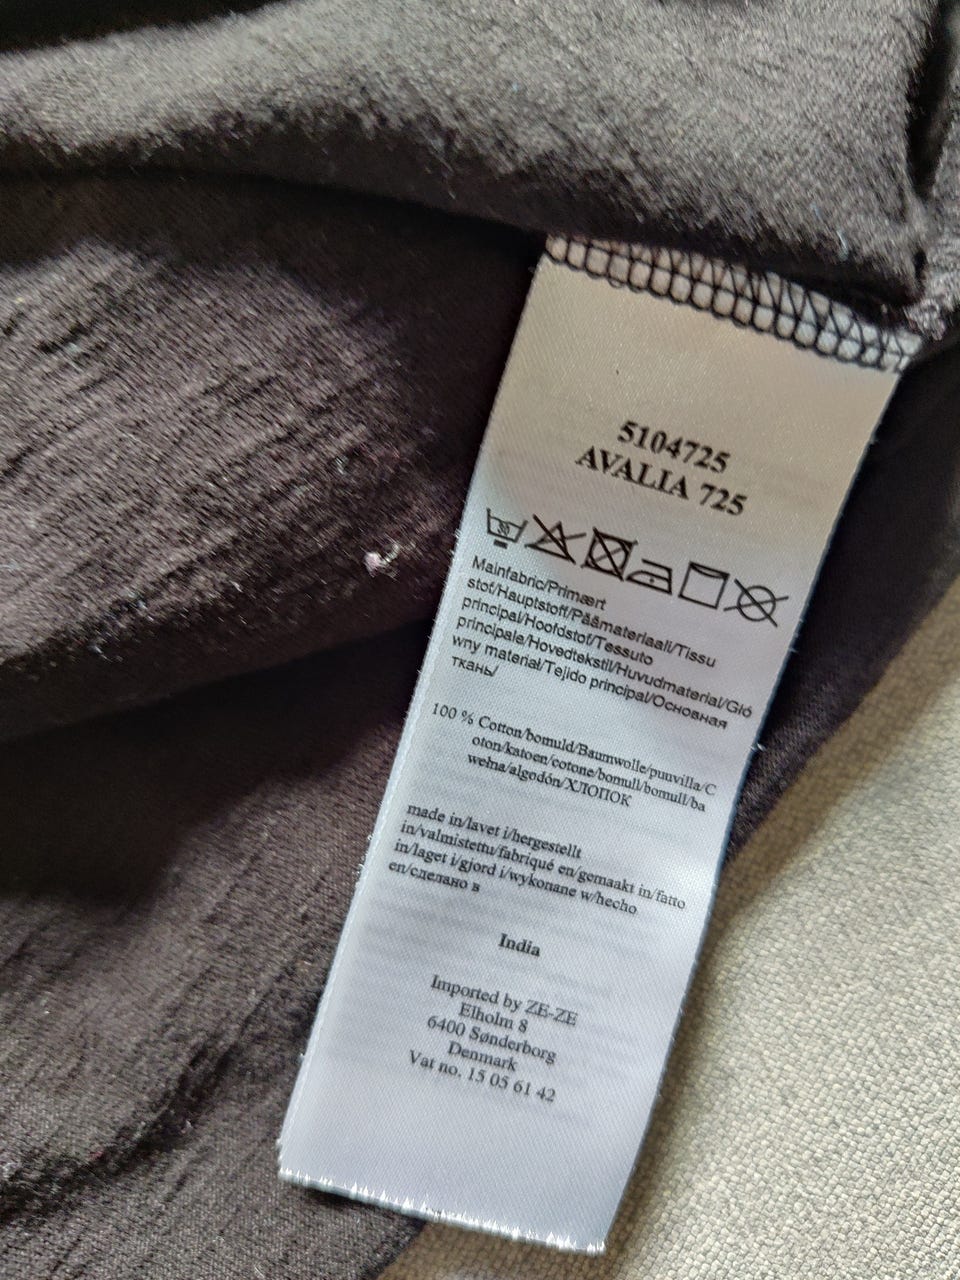 5104725
AVALIA 725
30
Mainfabric/Primært
stof/Hauptstoff/Päämateriaali/Tissu
principal/Hoofdstof/Tessuto
principale/Hovedtekstil/Huvudmaterial/Głó
wny materiał/Tejido principal/Основная
ткань/
100 % Cotton/bomuld/Baumwolle/puuvilla/C
oton/katoen/cotone/bomull/bomull/ba
wełna/algodón/ХЛОПОК
made in/lavet i/hergestellt
in/valmistettu/fabriqué en/gemaakt in/fatto
in/laget i/gjord i/wykonane w/hecho
en/сделано в
India
Imported by ZE-ZE
Elholm 8
6400 Sønderborg
Denmark
Vat no. 15 05 61 42